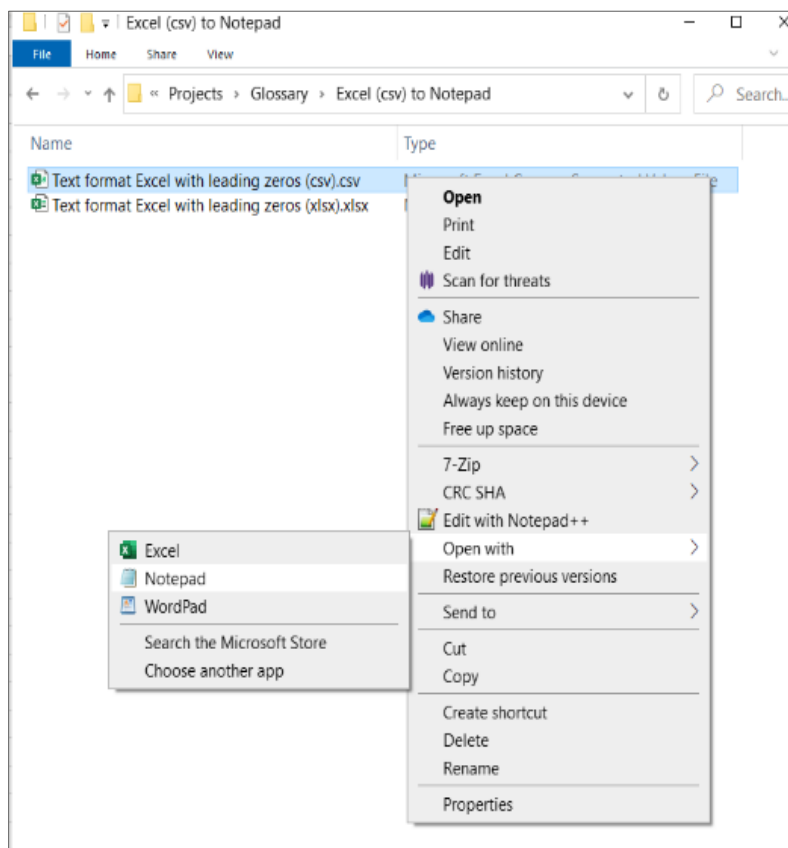 Excel (csv) to Notepad
File Home Share View
« Projects › Glossary › Excel (csv) to Notepad Search..
Name Type
Text format Excel with leading zeros (csv).csv
Text format Excel with leading zeros (xlsx).xlsx
Open
Print
Edit
Scan for threats
Share
View online
Version history
Always keep on this device
Free up space
7-Zip
CRC SHA
Edit with Notepad++
Open with
Restore previous versions
Send to
Cut
Copy
Create shortcut
Delete
Rename
Properties
Excel
Notepad
WordPad
Search the Microsoft Store
Choose another app